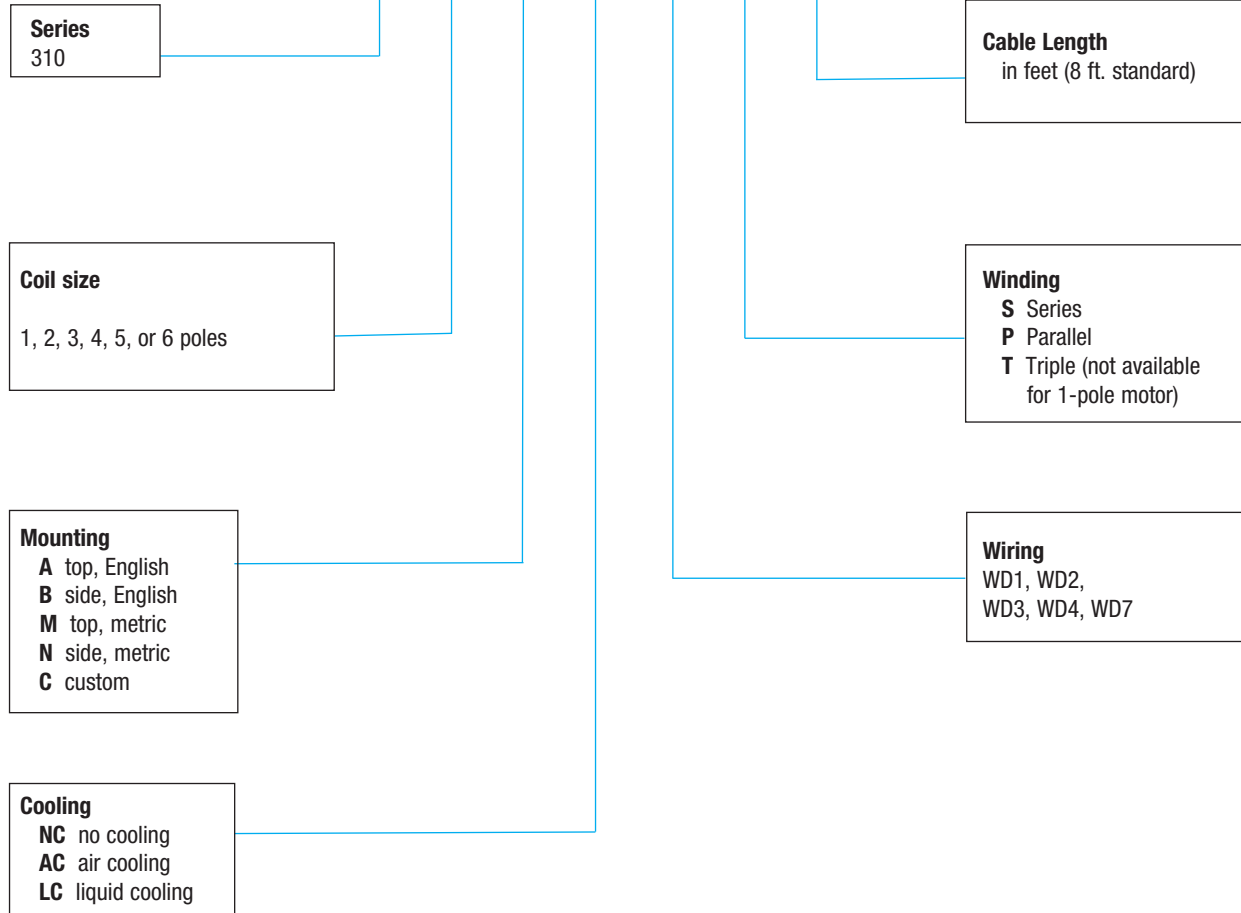 Series
310
Coil size
1, 2, 3, 4, 5, or 6 poles
Mounting
A top, English
B side, English
M top, metric
N side, metric
C custom
Cooling
NC no cooling
AC air cooling
LC liquid cooling
Cable Length
in feet (8 ft. standard)
Winding
S Series
P Parallel
T Triple (not available
for 1-pole motor)
Wiring
WD1, WD2,
WD3, WD4, WD7